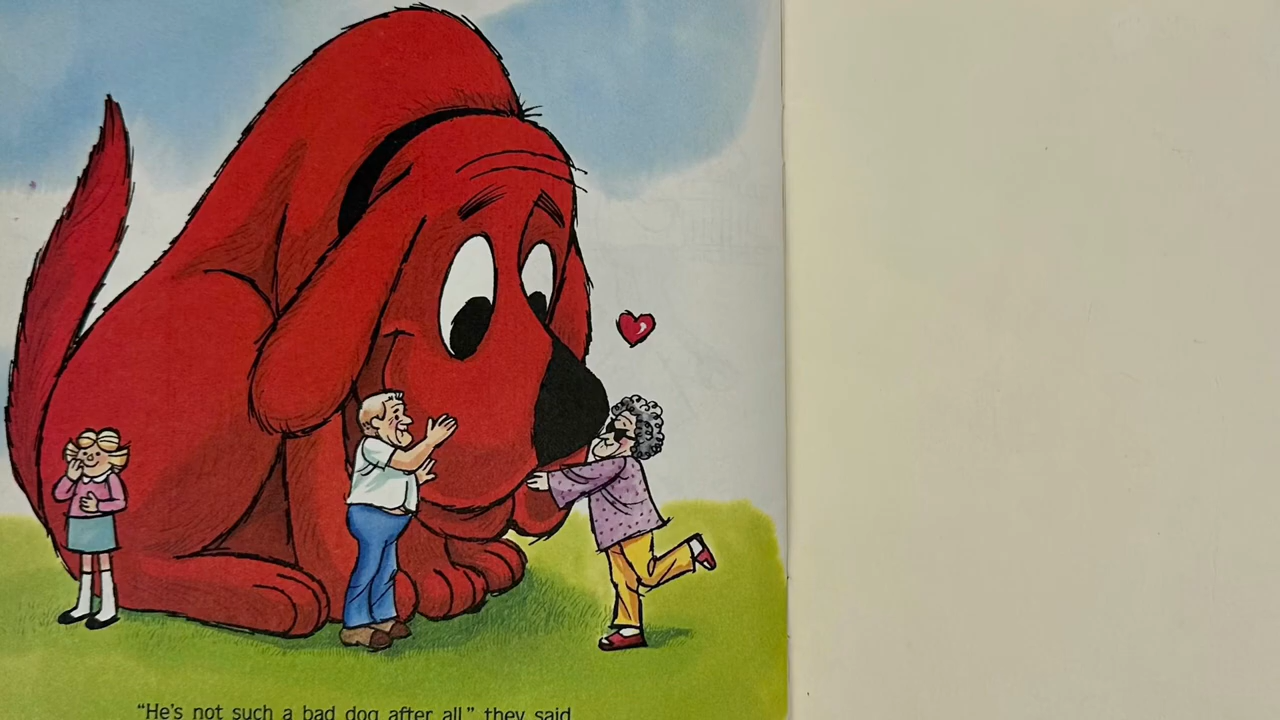 “He’s not such a bad dog after all,” they said.